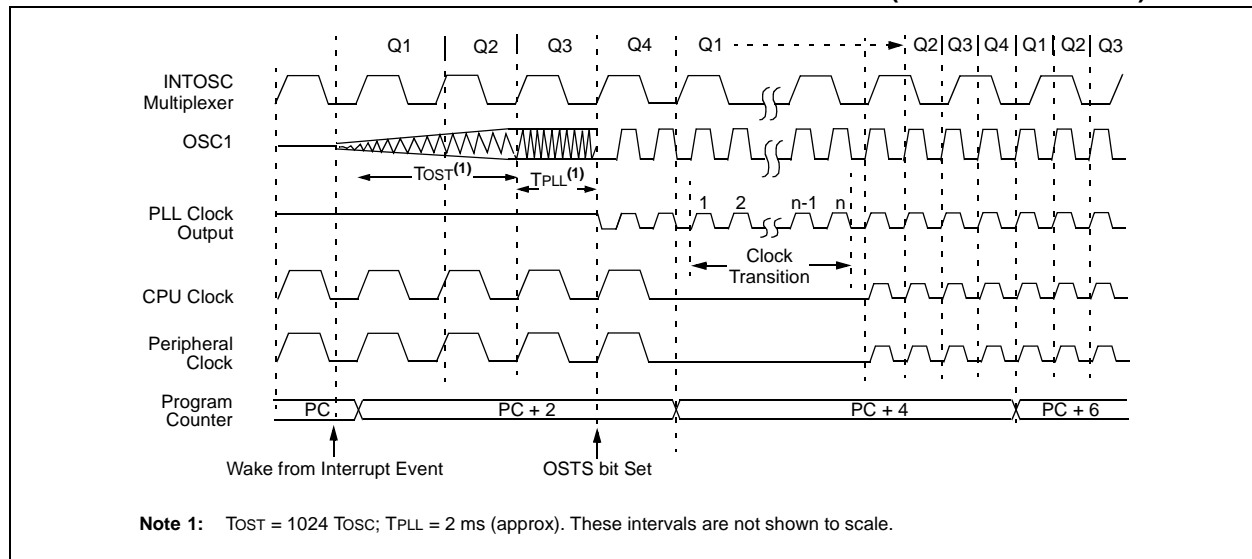 Q1 Q2 Q3 Q4 Q1 Q2 Q3 Q4 Q1 Q2 Q3
INTOSC
Multiplexer
OSC1
TOST(1) TPLL(1)
1 2 n-1 n
PLL Clock
Output
Clock
Transition
CPU Clock
Peripheral
Clock
Program
Counter
PC PC + 2 PC + 4 PC + 6
Wake from Interrupt Event OSTS bit Set
Note 1: TOST = 1024 TOSC; TPLL = 2 ms (approx). These intervals are not shown to scale.